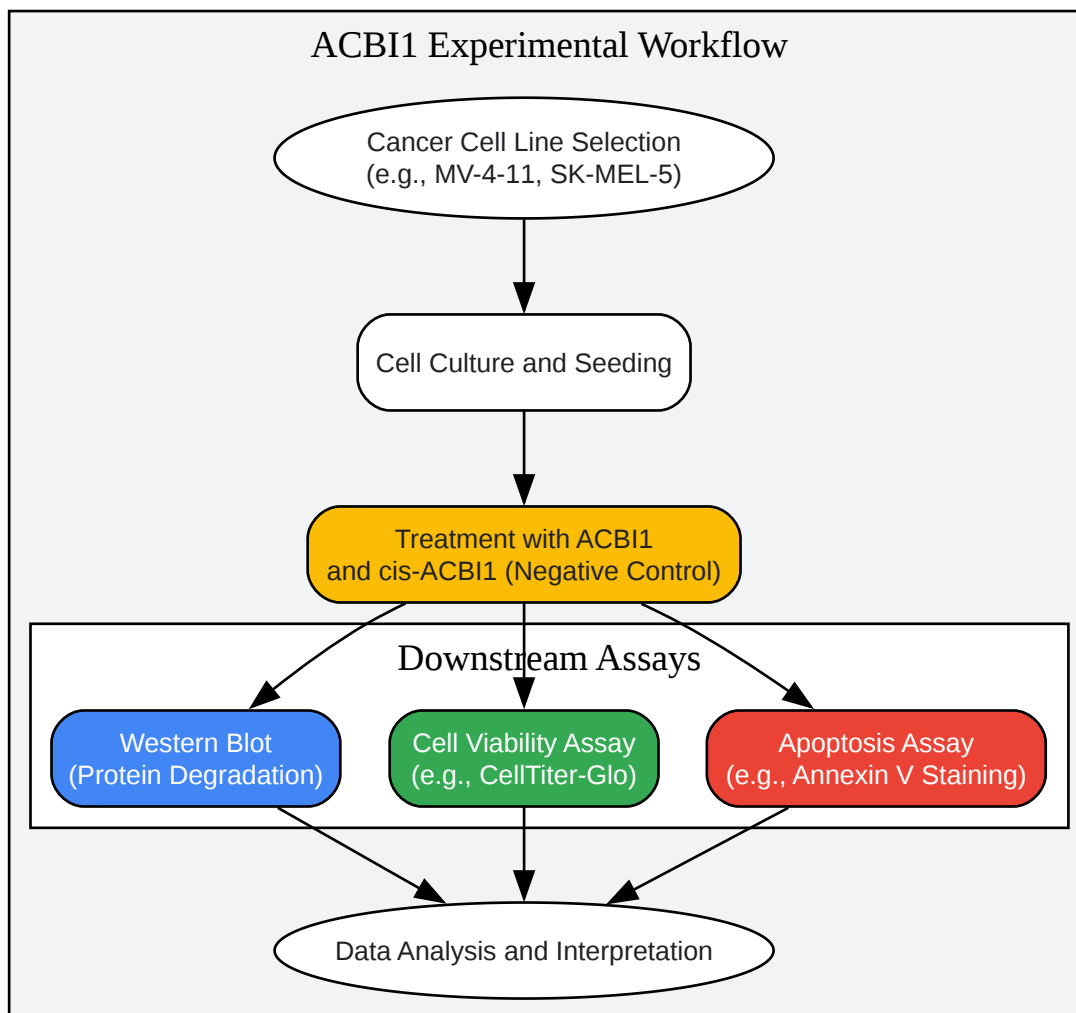 ACBI1 Experimental Workflow
Cancer Cell Line Selection
(e.g., MV-4-11, SK-MEL-5)
Cell Culture and Seeding
Treatment with ACBI1
and cis-ACBI1 (Negative Control)
Downstream Assays
Western Blot
(Protein Degradation)
Cell Viability Assay
(e.g., CellTiter-Glo)
Apoptosis Assay
(e.g., Annexin V Staining)
Data Analysis and Interpretation